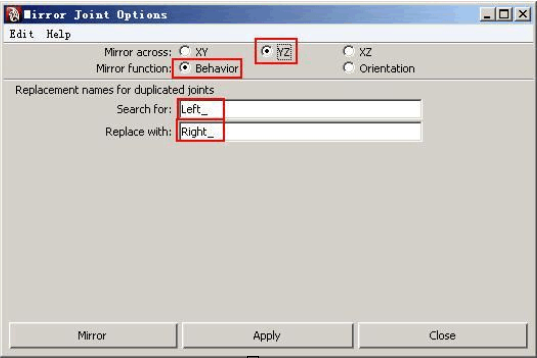 Mirror Joint Options
Edit Help
Mirror across: XY YZ XZ
Mirror function: Behavior Orientation
Replacement names for duplicated joints
Search for: Left_
Replace with: Right_
Mirror Apply Close